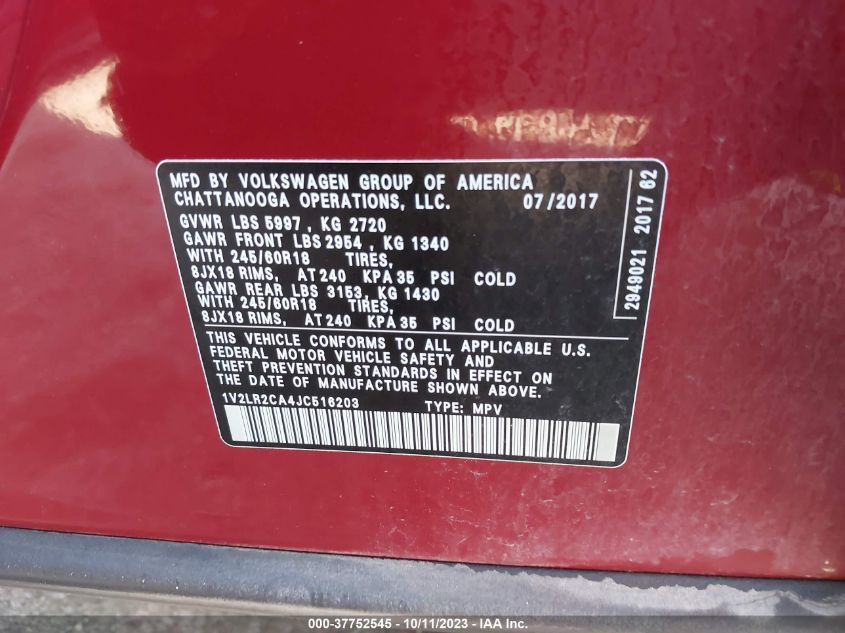 MFD BY VOLKSWAGEN GROUP OF AMERICA
CHATTANOOGA OPERATIONS, LLC. 07/2017
GVWR LBS 5997 , KG 2720
GAWR FRONT LBS 2954 , KG 1340
WITH 245/60R18 TIRES,
8JX18 RIMS, AT 240 KPA 35 PSI COLD
GAWR REAR LBS 3153, KG 1430
WITH 245/60R18 TIRES,
8JX18 RIMS, AT 240 KPA 35 PSI COLD
THIS VEHICLE CONFORMS TO ALL APPLICABLE U.S.
FEDERAL MOTOR VEHICLE SAFETY AND
THEFT PREVENTION STANDARDS IN EFFECT ON
THE DATE OF MANUFACTURE SHOWN ABOVE.
1V2LR2CA4JC516203 TYPE: MPV
2949021 2017 62
000-37752545 - 10/11/2023 - IAA Inc.